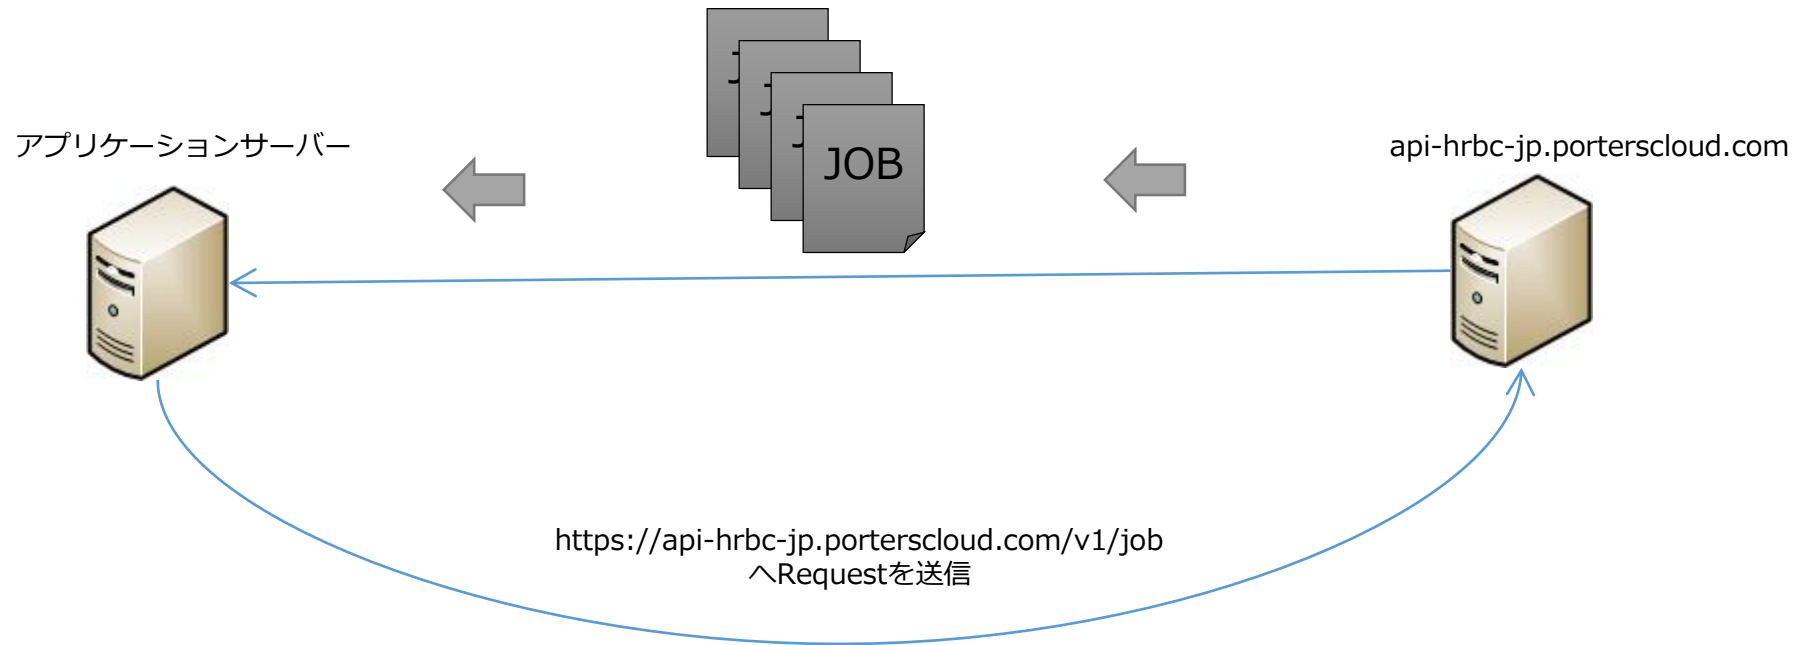 アプリケーションサーバー
J
J
J
JOB
api-hrbc-jp.porterscloud.com
https://api-hrbc-jp.porterscloud.com/v1/job
へRequestを送信